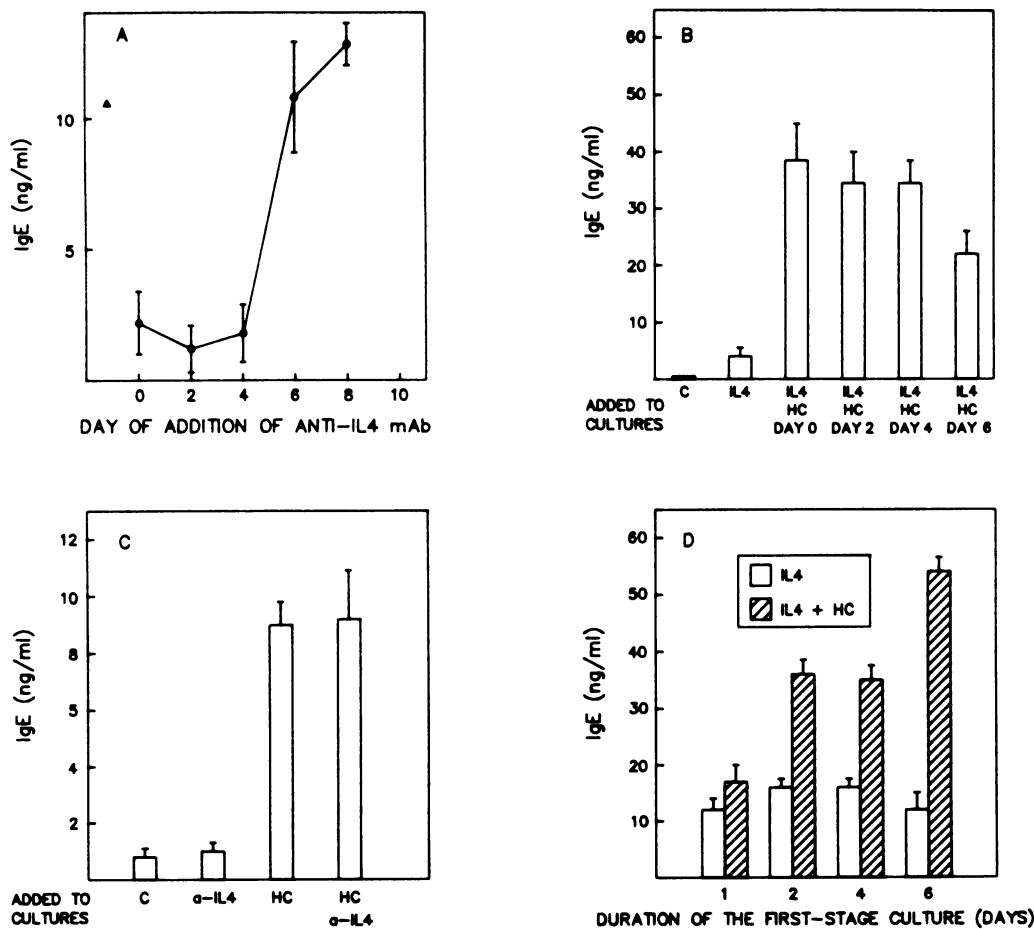 A
IgE (ng/ml)
10
5
0 2 4 6 8 10
DAY OF ADDITION OF ANTI-IL4 mAb
B
IgE (ng/ml)
60
50
40
30
20
10
C IL4 IL4 IL4 IL4 IL4
HC HC HC HC
DAY 0 DAY 2 DAY 4 DAY 6
ADDED TO
CULTURES
C
IgE (ng/ml)
12
10
8
5
4
2
C α-IL4 HC HC
α-IL4
ADDED TO
CULTURES
D
IL4
IL4 + HC
IgE (ng/ml)
60
50
40
30
20
10
1 2 4 6
DURATION OF THE FIRST-STAGE CULTURE (DAYS)